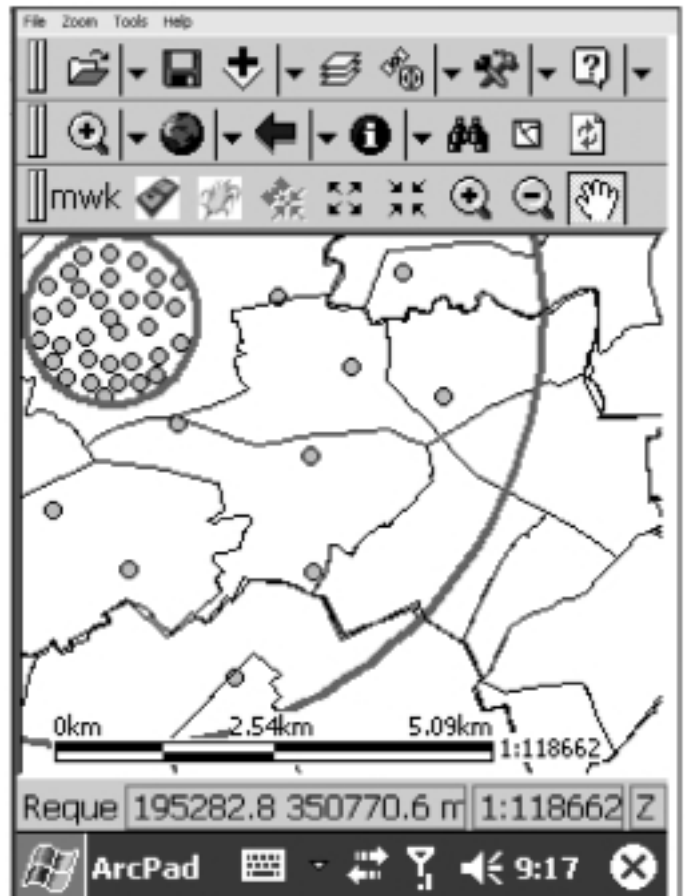 File Zoom Tools Help
mwk
0km 2.54km 5.09km
1:118662
Reque 195282.8 350770.6 m 1:118662 Z
ArcPad 9:17